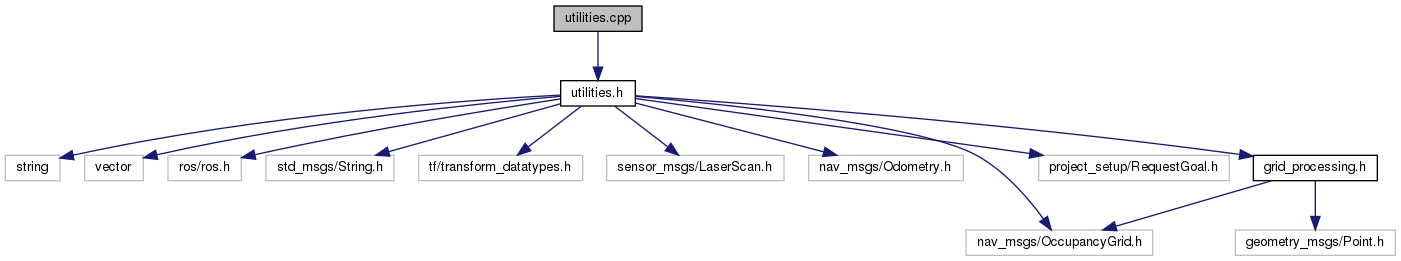 utilities.cpp
utilities.h
string
vector
ros/ros.h
std_msgs/String.h
tf/transform_datatypes.h
sensor_msgs/LaserScan.h
nav_msgs/Odometry.h
project_setup/RequestGoal.h
grid_processing.h
nav_msgs/OccupancyGrid.h
geometry_msgs/Point.h